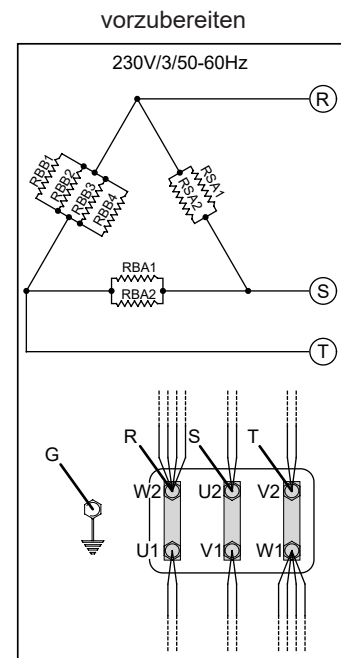 vorzubereiten
230V/3/50-60Hz
R
RBB1
RBB2
RBB3
RBB4
RSA1
RSA2
RBA1
RBA2
S
T
R S T
G
W2 U2 V2
U1 V1 W1